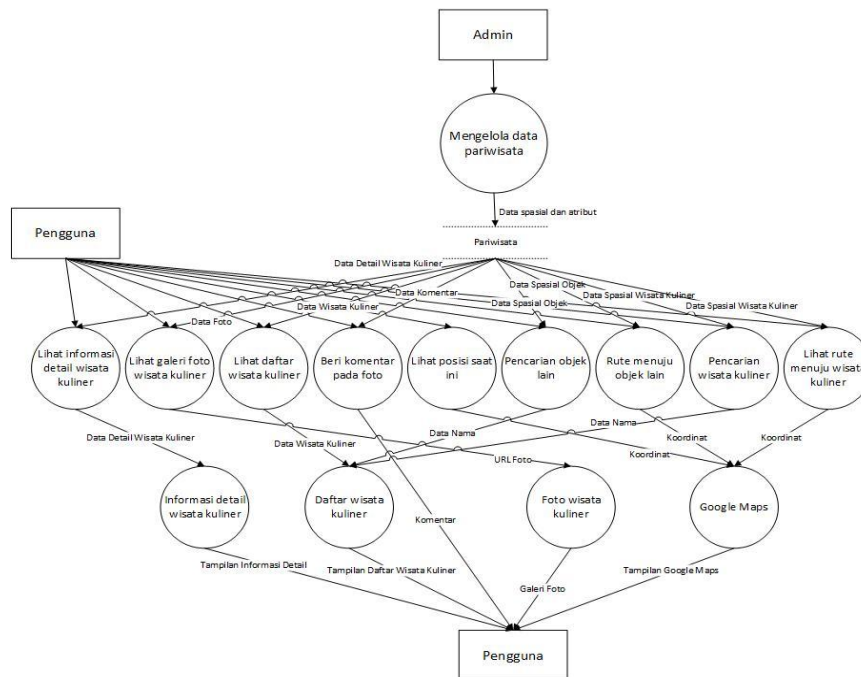 Admin
Mengelola data
pariwisata
Data spasial dan atribut
Pengguna
Pariwisata
Data Detail Wisata Kuliner
Data Spasial Objek
Data Spasial Wisata Kuliner
Data Komentar
Data Spasial Objek
Data Spasial Wisata Kuliner
Data Wisata Kuliner
Data Foto
Lihat informasi
detail wisata
kuliner
Lihat galeri foto
wisata kuliner
Lihat daftar
wisata kuliner
Beri komentar
pada foto
Lihat posisi saat
ini
Pencarian objek
lain
Rute menuju
objek lain
Pencarian
wisata kuliner
Lihat rute
menuju wisata
kuliner
Data Detail Wisata Kuliner
Data Wisata Kuliner
Data Nama
Data Nama
Koordinat
Koordinat
URL Foto
Koordinat
Informasi detail
wisata kuliner
Daftar wisata
kuliner
Komentar
Foto wisata
kuliner
Google Maps
Tampilan Informasi Detail
Tampilan Daftar Wisata Kuliner
Galeri Foto
Tampilan Google Maps
Pengguna